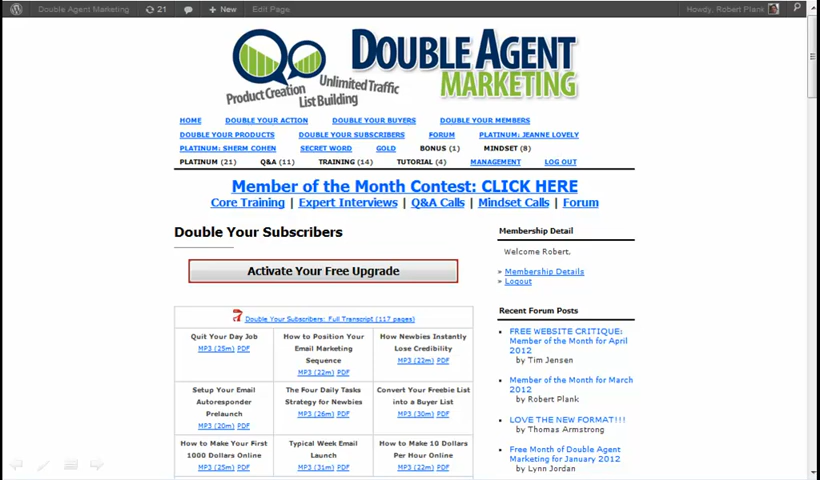 Double Agent Marketing 21 + New Edit Page Howdy, Robert Plank
DOUBLE AGENT
MARKETING
Product Creation Unlimited Traffic
List Building
HOME DOUBLE YOUR ACTION DOUBLE YOUR BUYERS DOUBLE YOUR MEMBERS
DOUBLE YOUR PRODUCTS DOUBLE YOUR SUBSCRIBERS FORUM PLATINUM: JEANNE LOVELY
PLATINUM: SHERM COHEN SECRET WORD GOLD BONUS (1) MINDSET (8)
PLATINUM (21) Q&A (11) TRAINING (14) TUTORIAL (4) MANAGEMENT LOG OUT
Member of the Month Contest: CLICK HERE
Core Training | Expert Interviews | Q&A Calls | Mindset Calls | Forum
Double Your Subscribers
Activate Your Free Upgrade
Double Your Subscribers: Full Transcript (117 pages)
Quit Your Day Job
MP3 (25m) PDF
How to Position Your
Email Marketing
Sequence
MP3 (22m) PDF
How Newbies Instantly
Lose Credibility
MP3 (22m) PDF
Setup Your Email
Autoresponder
Prelaunch
MP3 (20m) PDF
The Four Daily Tasks
Strategy for Newbies
MP3 (26m) PDF
Convert Your Freebie List
into a Buyer List
MP3 (30m) PDF
How to Make Your First
1000 Dollars Online
MP3 (25m) PDF
Typical Week Email
Launch
MP3 (31m) PDF
How to Make 10 Dollars
Per Hour Online
MP3 (22m) PDF
Membership Detail
Welcome Robert.
» Membership Details
» Logout
Recent Forum Posts
FREE WEBSITE CRITIQUE:
Member of the Month for April
2012
by Tim Jensen
Member of the Month for March
2012
by Robert Plank
LOVE THE NEW FORMAT!!!
by Thomas Armstrong
Free Month of Double Agent
Marketing for January 2012
by Lynn Jordan